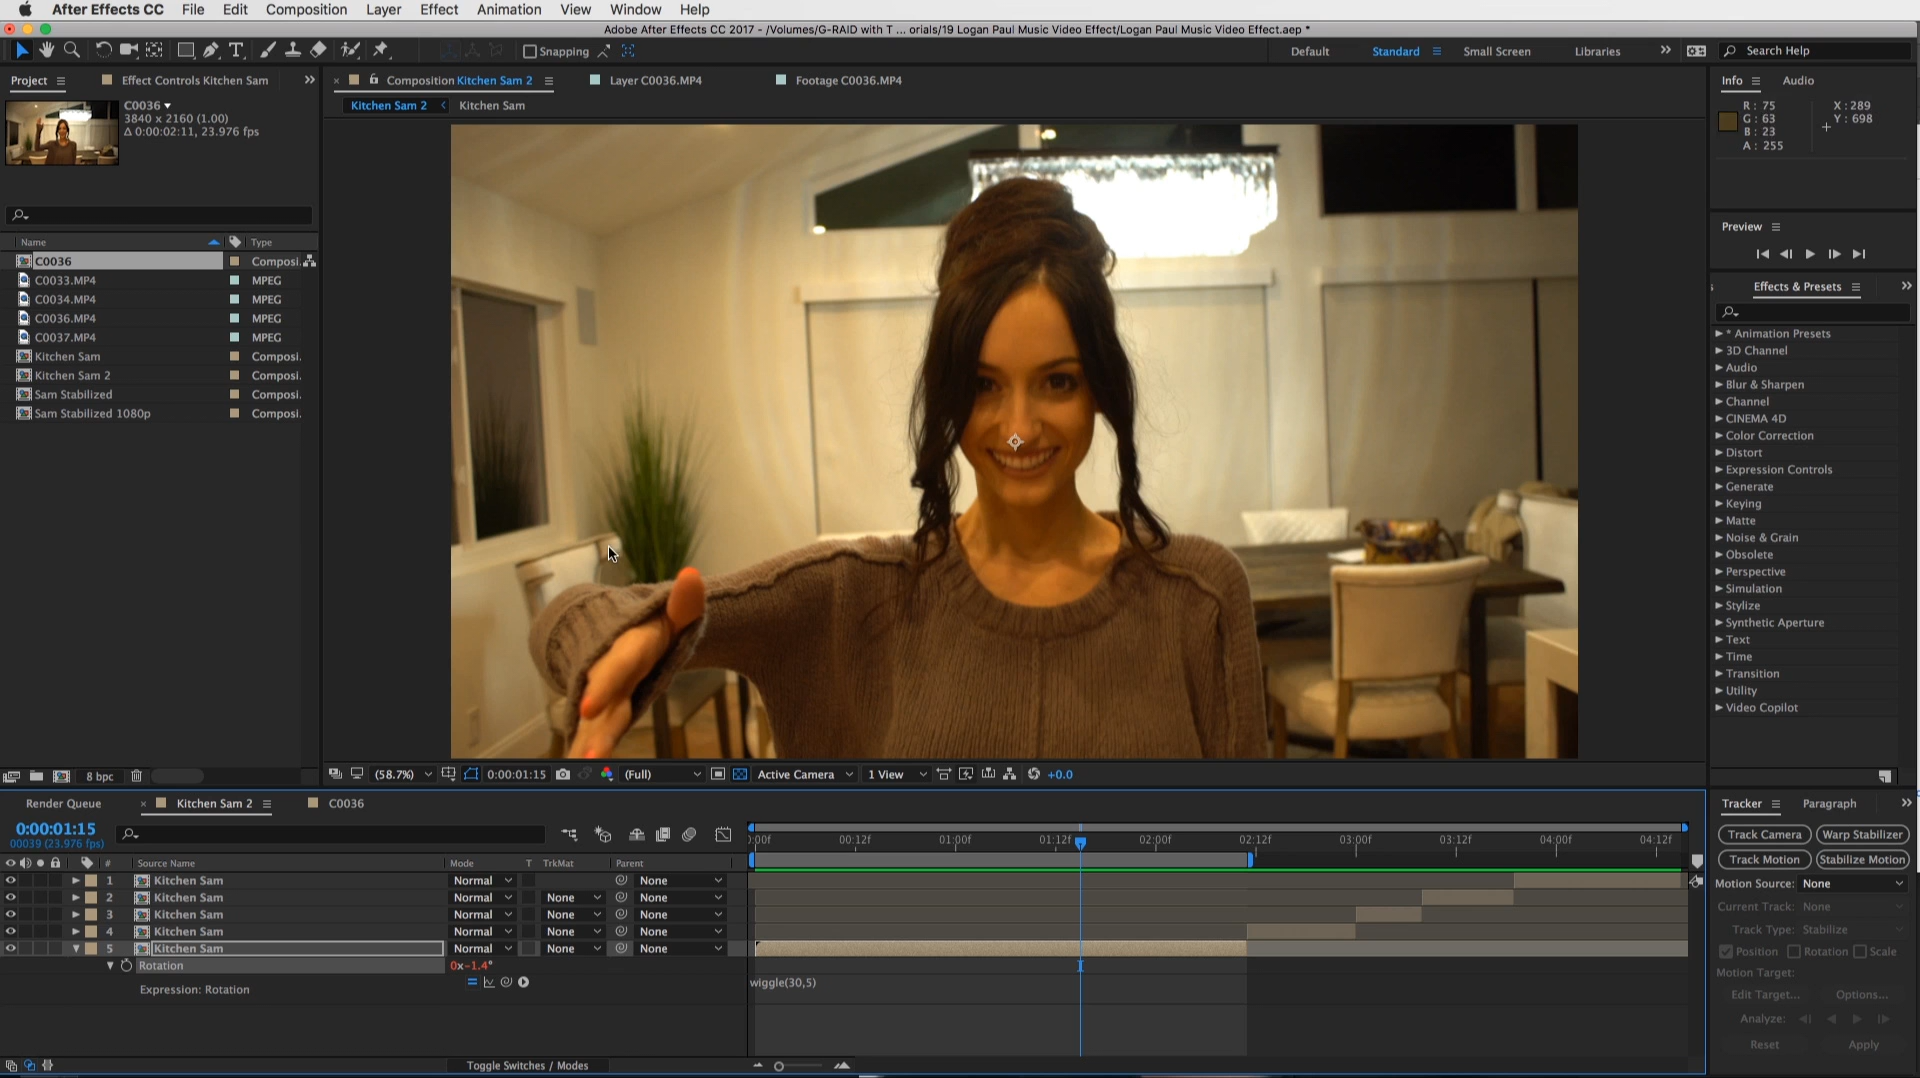 After Effects CC File Edit Composition Layer Effect Animation View Window Help
Adobe After Effects CC 2017 - /Volumes/G-RAID with T ... orials/19 Logan Paul Music Video Effect/Logan Paul Music Video Effect.aep *
Snapping Default Standard Small Screen Libraries Search Help
Project Effect Controls Kitchen Sam Composition Kitchen Sam 2 Layer C0036.MP4 Footage C0036.MP4 Info Audio
Kitchen Sam 2 Kitchen Sam
C0036
3840 x 2160 (1.00)
Δ 0:00:02:11, 23.976 fps
R: 75 X: 289
G: 63 Y: 698
B: 23
A: 255
Preview
Effects & Presets
Name Type
C0036 Composi.
C0033.MP4 MPEG
C0034.MP4 MPEG
C0036.MP4 MPEG
C0037.MP4 MPEG
Kitchen Sam Composi.
Kitchen Sam 2 Composi.
Sam Stabilized Composi.
Sam Stabilized 1080p Composi.
* Animation Presets
3D Channel
Audio
Blur & Sharpen
Channel
CINEMA 4D
Color Correction
Distort
Expression Controls
Generate
Keying
Matte
Noise & Grain
Obsolete
Perspective
Simulation
Stylize
Synthetic Aperture
Text
Time
Transition
Utility
Video Copilot
8 bpc (58.7%) 0:00:01:15 (Full) Active Camera 1 View +0.0
Render Queue Kitchen Sam 2 C0036
0:00:01:15
00039 (23.976 fps)
:00f 00:12f 01:00f 01:12f 02:00f 02:12f 03:00f 03:12f 04:00f 04:12f
# Source Name Mode T TrkMat Parent
1 Kitchen Sam Normal None
2 Kitchen Sam Normal None None
3 Kitchen Sam Normal None None
4 Kitchen Sam Normal None None
5 Kitchen Sam Normal None None
Rotation 0x-1.4°
Expression: Rotation wiggle(30,5)
Toggle Switches / Modes
Tracker Paragraph
Track Camera Warp Stabilizer
Track Motion Stabilize Motion
Motion Source: None
Current Track: None
Track Type: Stabilize
Position Rotation Scale
Motion Target:
Edit Target... Options...
Analyze:
Reset Apply